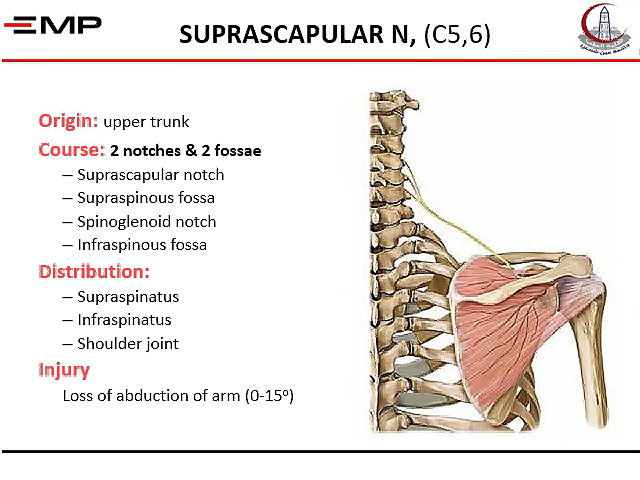 EMP
SUPRASCAPULAR N, (C5,6)
Origin: upper trunk
Course: 2 notches & 2 fossae
– Suprascapular notch
– Supraspinous fossa
– Spinoglenoid notch
– Infraspinous fossa
Distribution:
– Supraspinatus
– Infraspinatus
– Shoulder joint
Injury
Loss of abduction of arm (0-15º)